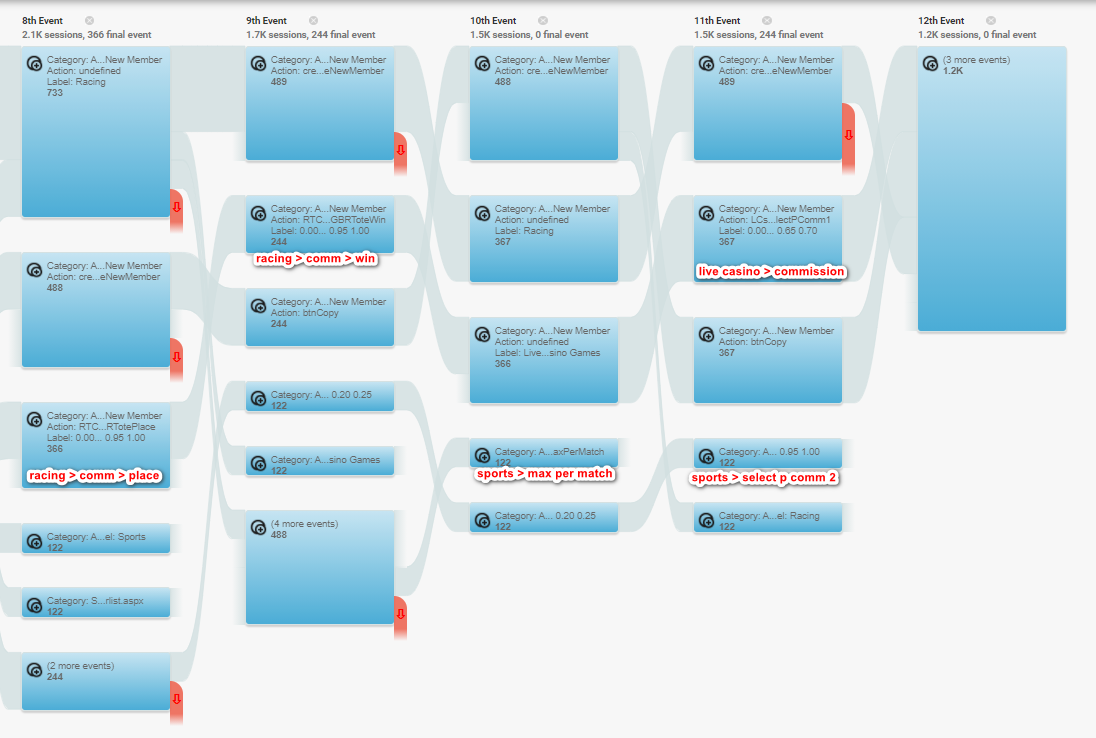 8th Event
2.1K sessions, 366 final event
Category: A...New Member
Action: undefined
Label: Racing
733
Category: A...New Member
Action: cre...eNewMember
488
Category: A...New Member
Action: RTC...RTotePlace
Label: 0.00... 0.95 1.00
366
racing > comm > place
Category: A...el: Sports
122
Category: S...rlist.aspx
122
(2 more events)
244
9th Event
1.7K sessions, 244 final event
Category: A...New Member
Action: cre...eNewMember
489
Category: A...New Member
Action: RTC...GBRToteWin
Label: 0.00... 0.95 1.00
244
racing > comm > win
Category: A...New Member
Action: btnCopy
244
Category: A... 0.20 0.25
122
Category: A...sino Games
122
(4 more events)
488
10th Event
1.5K sessions, 0 final event
Category: A...New Member
Action: cre...eNewMember
488
Category: A...New Member
Action: undefined
Label: Racing
367
Category: A...New Member
Action: undefined
Label: Live...sino Games
366
Category: A...axPerMatch
122
sports > max per match
Category: A... 0.20 0.25
122
11th Event
1.5K sessions, 244 final event
Category: A...New Member
Action: cre...eNewMember
489
Category: A...New Member
Action: LCs...lectPComm1
Label: 0.00... 0.65 0.70
367
live casino > commission
Category: A...New Member
Action: btnCopy
367
Category: A... 0.95 1.00
122
sports > select p comm 2
Category: A...el: Racing
122
12th Event
1.2K sessions, 0 final event
(3 more events)
1.2K